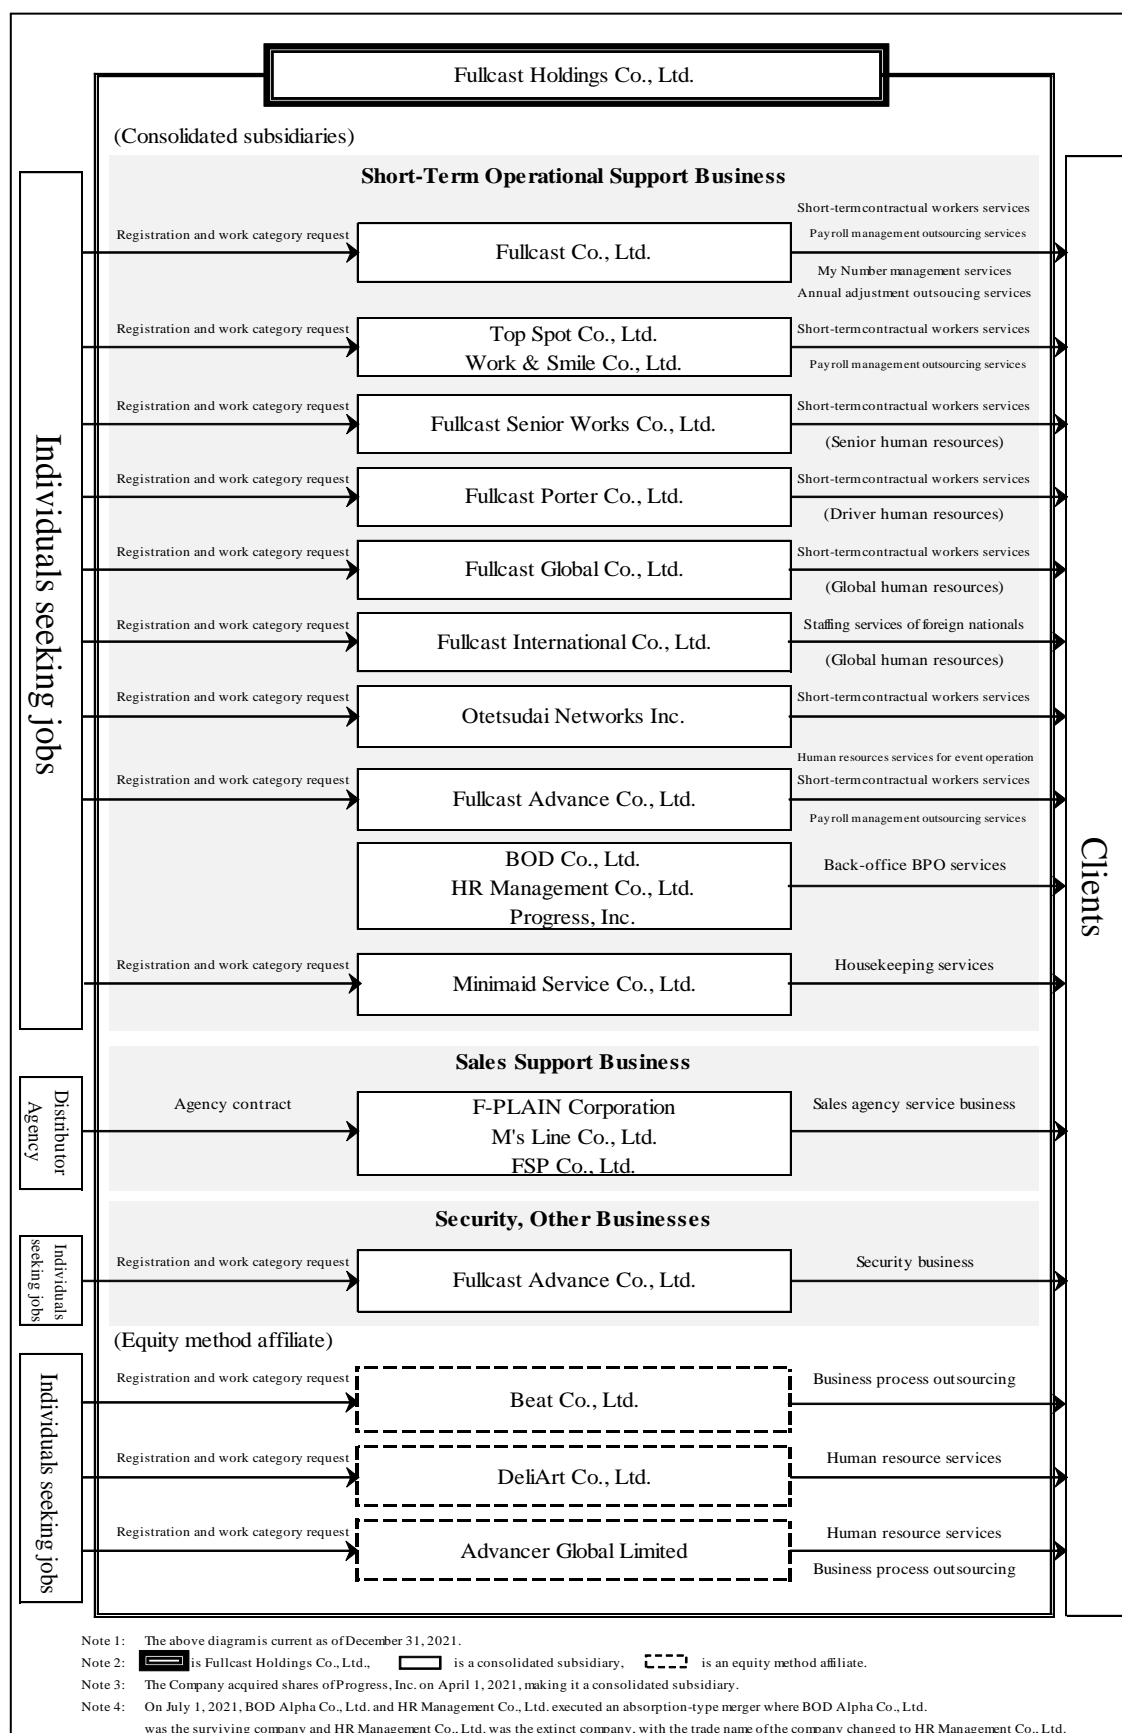 Fullcast Holdings Co., Ltd.
(Consolidated subsidiaries)
Individuals seeking jobs
Clients
Short-Term Operational Support Business
Registration and work category request
Fullcast Co., Ltd.
Short-term contractual workers services
Payroll management outsourcing services
My Number management services
Annual adjustment outsoucing services
Registration and work category request
Top Spot Co., Ltd.
Work & Smile Co., Ltd.
Short-term contractual workers services
Payroll management outsourcing services
Registration and work category request
Fullcast Senior Works Co., Ltd.
Short-term contractual workers services
(Senior human resources)
Registration and work category request
Fullcast Porter Co., Ltd.
Short-term contractual workers services
(Driver human resources)
Registration and work category request
Fullcast Global Co., Ltd.
Short-term contractual workers services
(Global human resources)
Registration and work category request
Fullcast International Co., Ltd.
Staffing services of foreign nationals
(Global human resources)
Registration and work category request
Otetsudai Networks Inc.
Short-term contractual workers services
Registration and work category request
Fullcast Advance Co., Ltd.
Human resources services for event operation
Short-term contractual workers services
Payroll management outsourcing services
BOD Co., Ltd.
HR Management Co., Ltd.
Progress, Inc.
Back-office BPO services
Registration and work category request
Minimaid Service Co., Ltd.
Housekeeping services
Sales Support Business
Distributor
Agency
Agency contract
F-PLAIN Corporation
M's Line Co., Ltd.
FSP Co., Ltd.
Sales agency service business
Security, Other Businesses
Individuals
seeking jobs
Registration and work category request
Fullcast Advance Co., Ltd.
Security business
(Equity method affiliate)
Individuals seeking jobs
Registration and work category request
Beat Co., Ltd.
Business process outsourcing
Registration and work category request
DeliArt Co., Ltd.
Human resource services
Registration and work category request
Advancer Global Limited
Human resource services
Business process outsourcing
Note 1: The above diagram is current as of December 31, 2021.
Note 2: is Fullcast Holdings Co., Ltd., is a consolidated subsidiary, is an equity method affiliate.
Note 3: The Company acquired shares of Progress, Inc. on April 1, 2021, making it a consolidated subsidiary.
Note 4: On July 1, 2021, BOD Alpha Co., Ltd. and HR Management Co., Ltd. executed an absorption-type merger where BOD Alpha Co., Ltd.
was the surviving company and HR Management Co., Ltd. was the extinct company, with the trade name of the company changed to HR Management Co., Ltd.